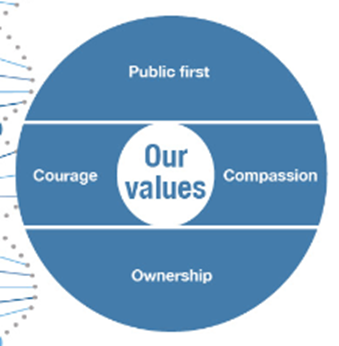 Public first
Courage
Our
values
Compassion
Ownership